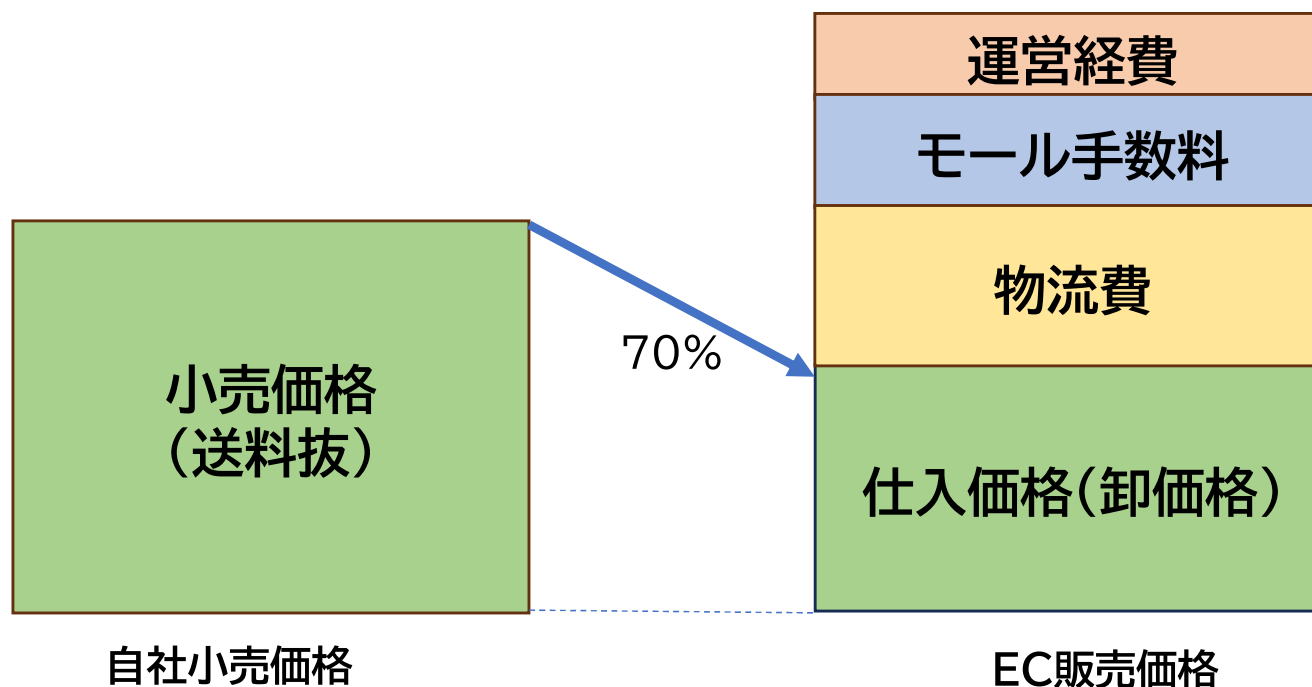 運営経費
モール手数料
物流費
70%
小売価格
（送料抜）
仕入価格（卸価格）
自社小売価格
EC販売価格